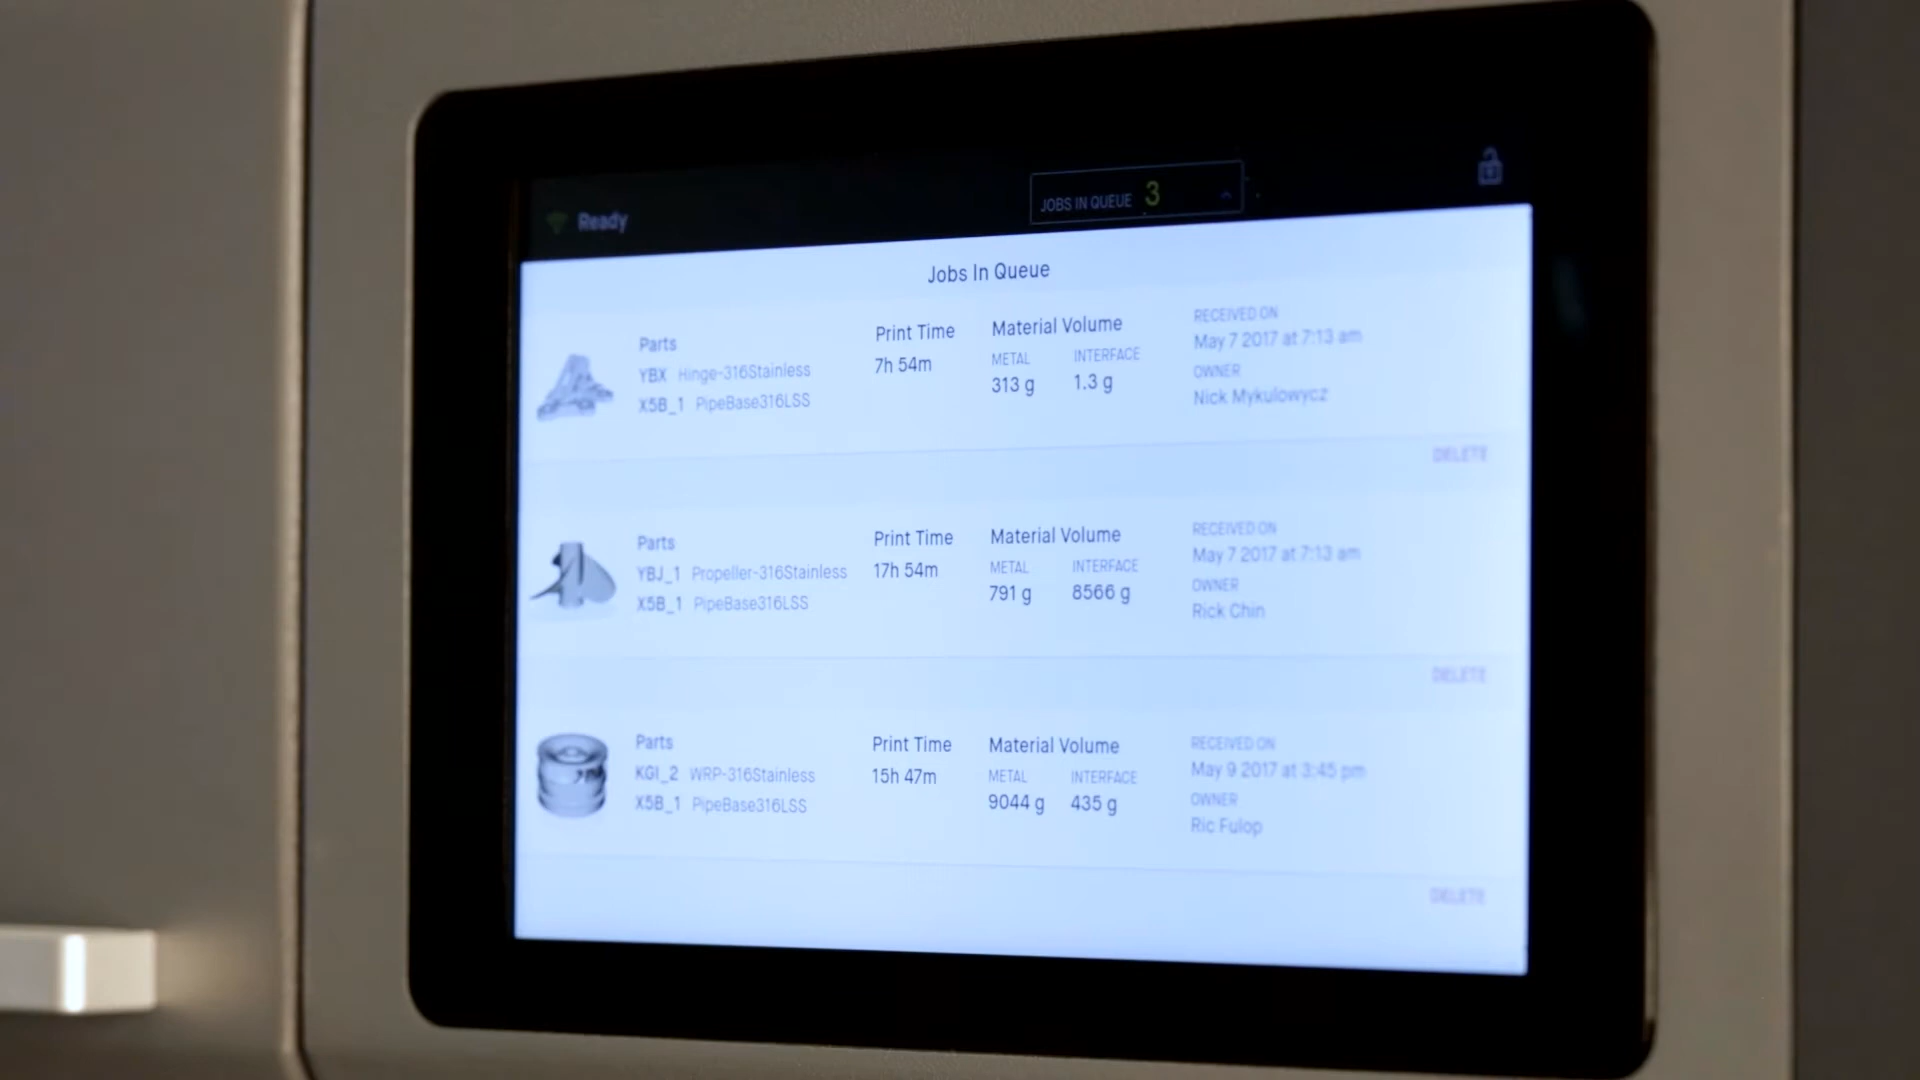 Ready
JOBS IN QUEUE 3
Jobs In Queue
Parts
YBX Hinge-316Stainless
X5B_1 PipeBase316LSS
Print Time
7h 54m
Material Volume
METAL INTERFACE
313 g 1.3 g
RECEIVED ON
May 7 2017 at 7:13 am
OWNER
Nick Mykulowycz
DELETE
Parts
YBJ_1 Propeller-316Stainless
X5B_1 PipeBase316LSS
Print Time
17h 54m
Material Volume
METAL INTERFACE
791 g 8566 g
RECEIVED ON
May 7 2017 at 7:13 am
OWNER
Rick Chin
DELETE
Parts
KGI_2 WRP-316Stainless
X5B_1 PipeBase316LSS
Print Time
15h 47m
Material Volume
METAL INTERFACE
9044 g 435 g
RECEIVED ON
May 9 2017 at 3:45 pm
OWNER
Ric Fulop
DELETE